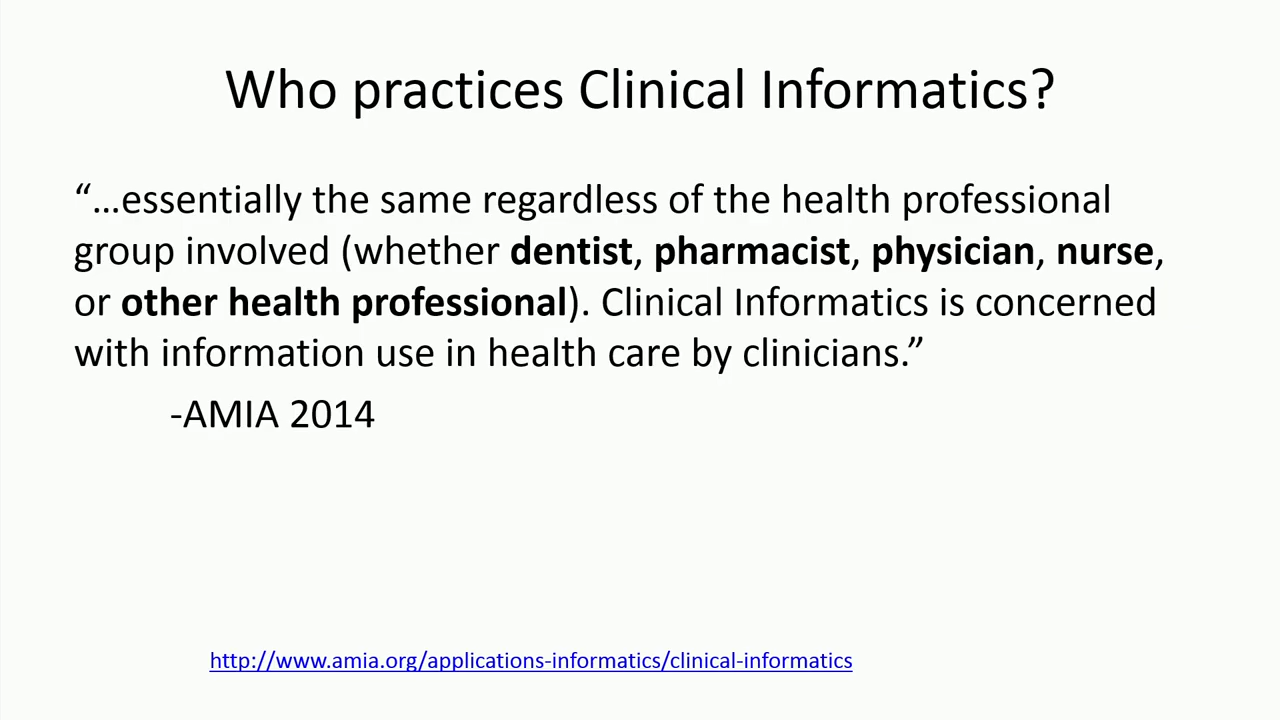 Who practices Clinical Informatics?
“…essentially the same regardless of the health professional
group involved (whether dentist, pharmacist, physician, nurse,
or other health professional). Clinical Informatics is concerned
with information use in health care by clinicians.”
-AMIA 2014
http://www.amia.org/applications-informatics/clinical-informatics